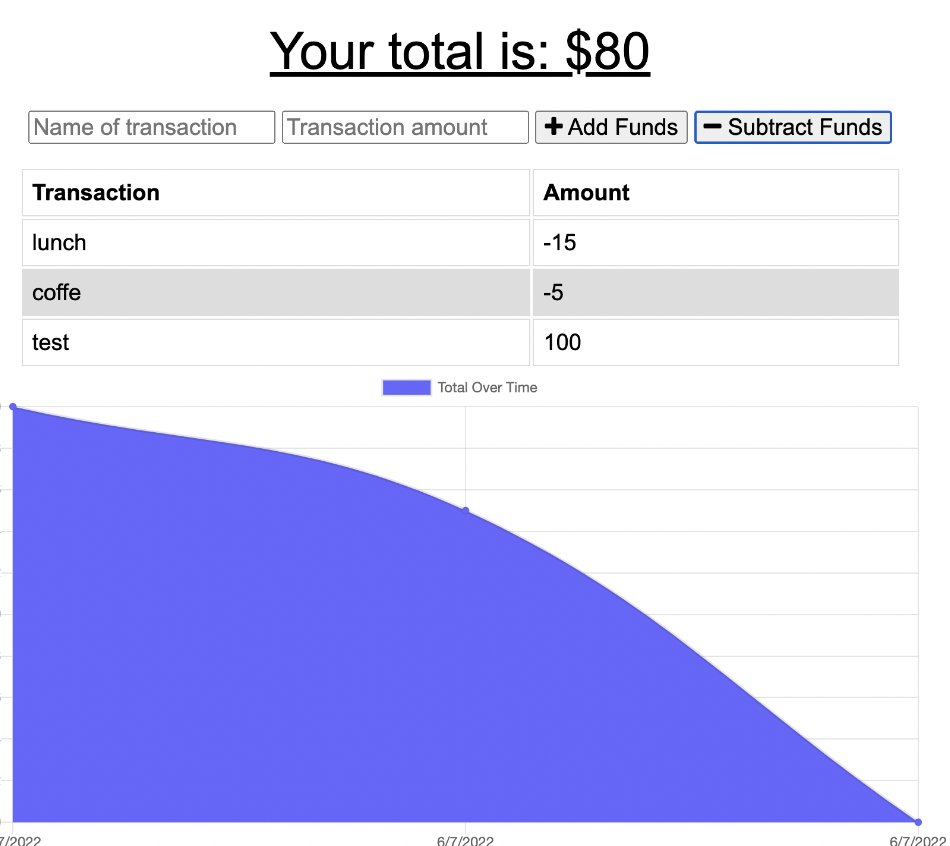 Your total is: $80
Name of transaction Transaction amount Add Funds Subtract Funds
Transaction Amount
lunch -15
coffe -5
test 100
Total Over Time
7/2022 6/7/2022 6/7/2022